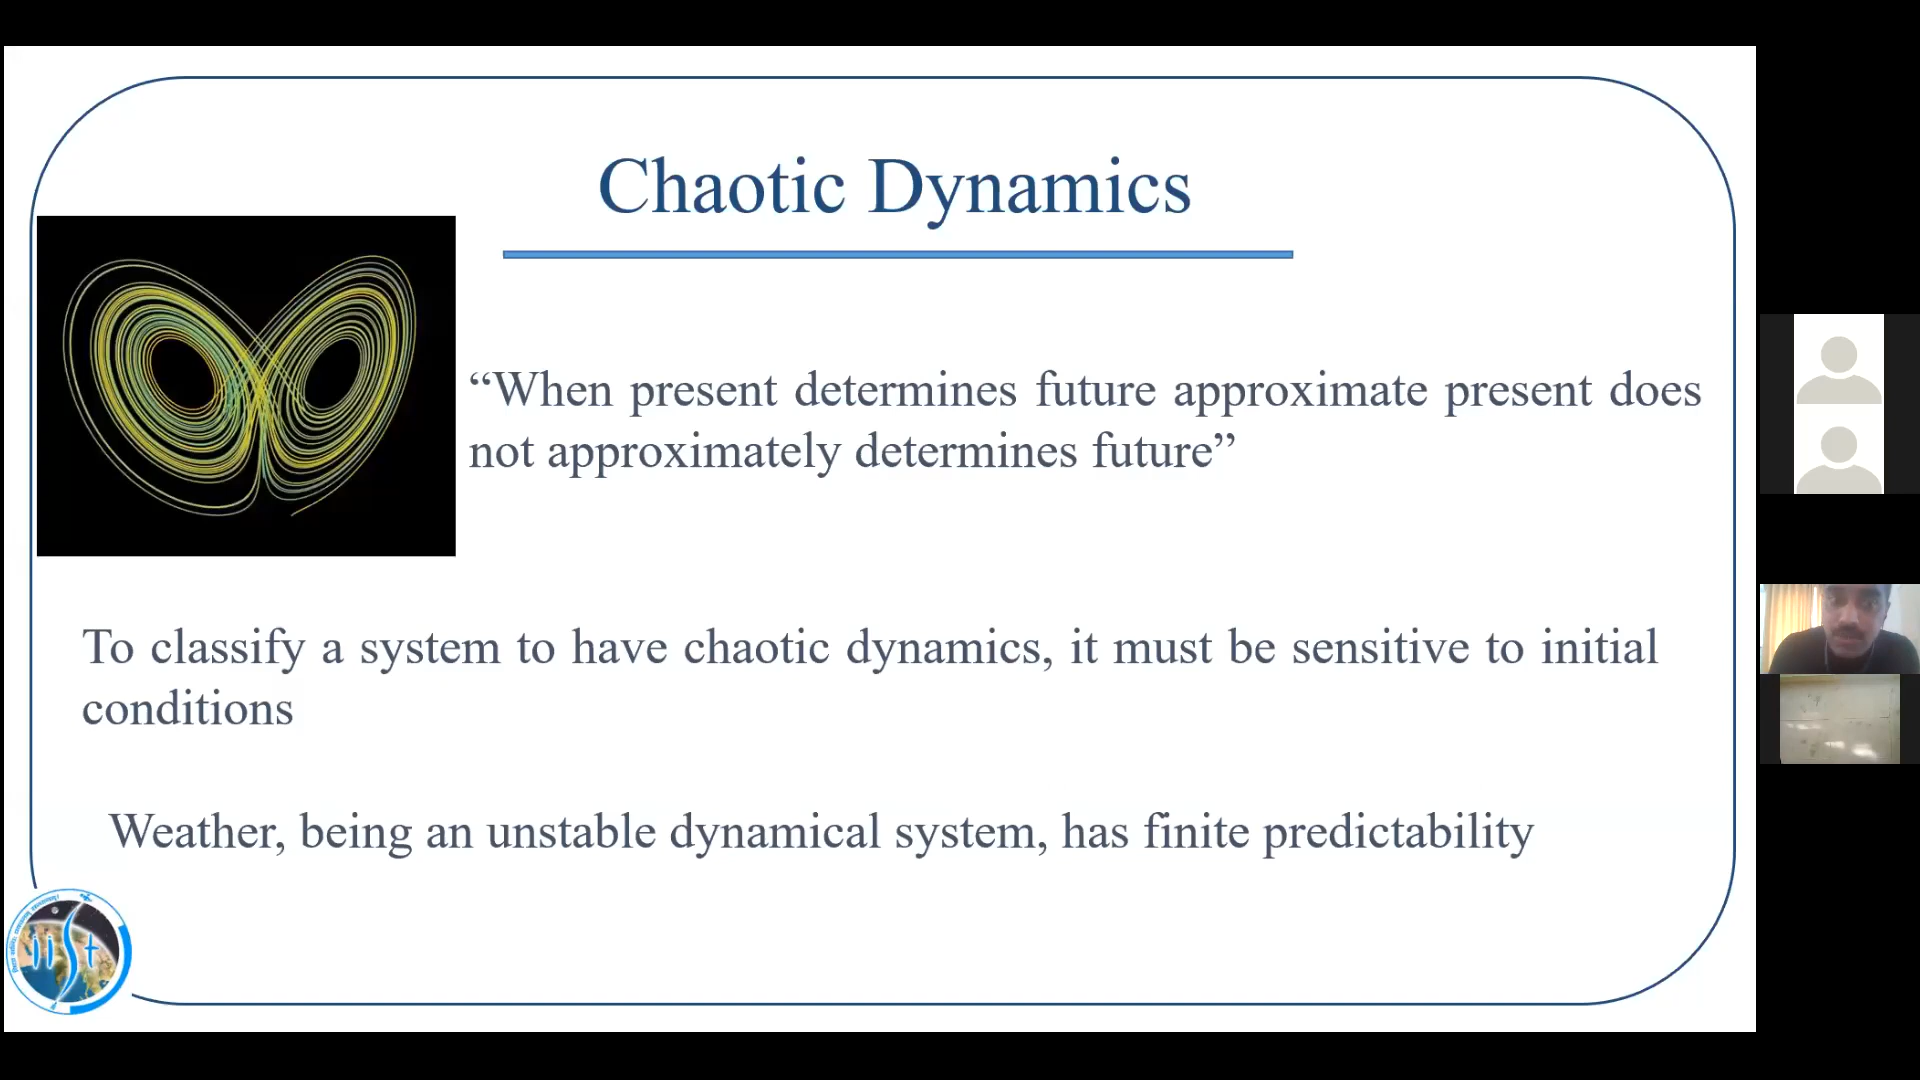 Chaotic Dynamics
“When present determines future approximate present does
not approximately determines future”
To classify a system to have chaotic dynamics, it must be sensitive to initial
conditions
Weather, being an unstable dynamical system, has finite predictability
iist